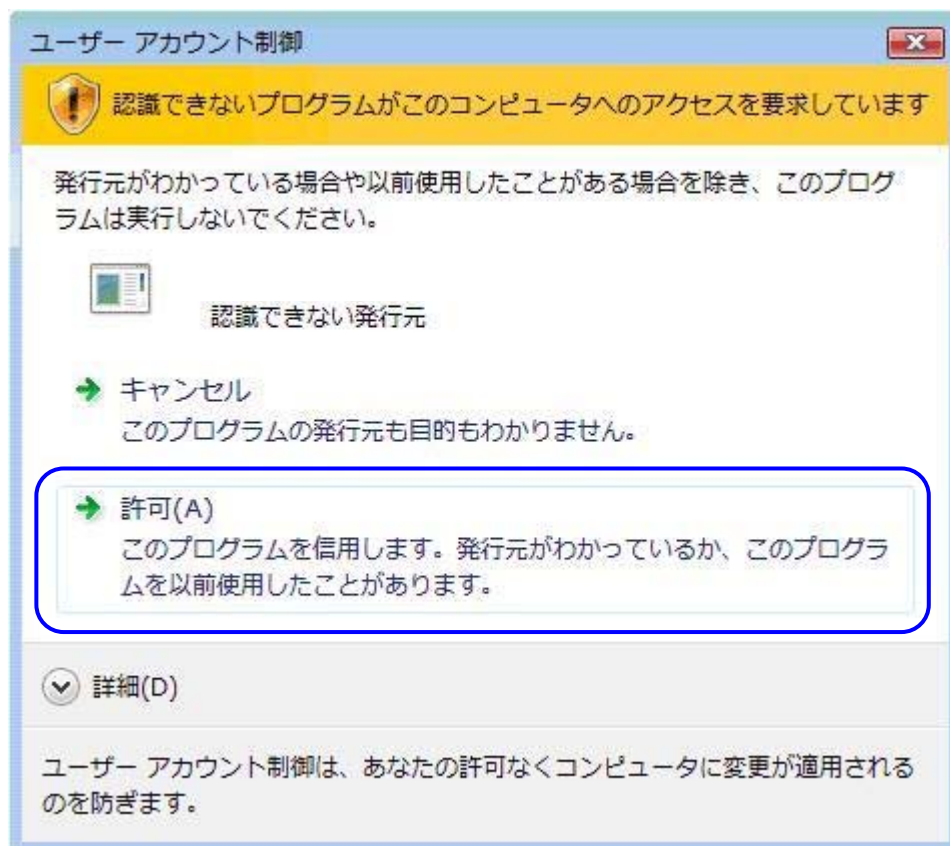 ユーザー アカウント制御
認識できないプログラムがこのコンピュータへのアクセスを要求しています
発行元がわかっている場合や以前使用したことがある場合を除き、このプログ
ラムは実行しないでください。
認識できない発行元
キャンセル
このプログラムの発行元も目的もわかりません。
許可(A)
このプログラムを信用します。発行元がわかっているか、このプログラ
ムを以前使用したことがあります。
詳細(D)
ユーザー アカウント制御は、あなたの許可なくコンピュータに変更が適用される
のを防ぎます。